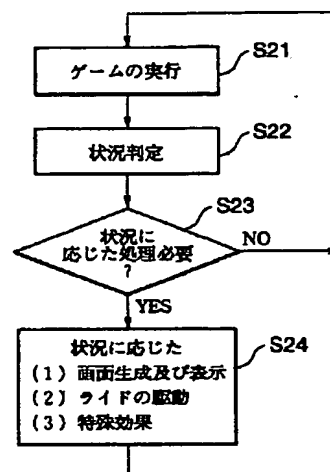 S21
ゲームの実行
S22
状況判定
S23
状況に
応じた処理必要
?
NO
YES
S24
状況に応じた
(1) 画面生成及び表示
(2) ライドの駆動
(3) 特殊効果